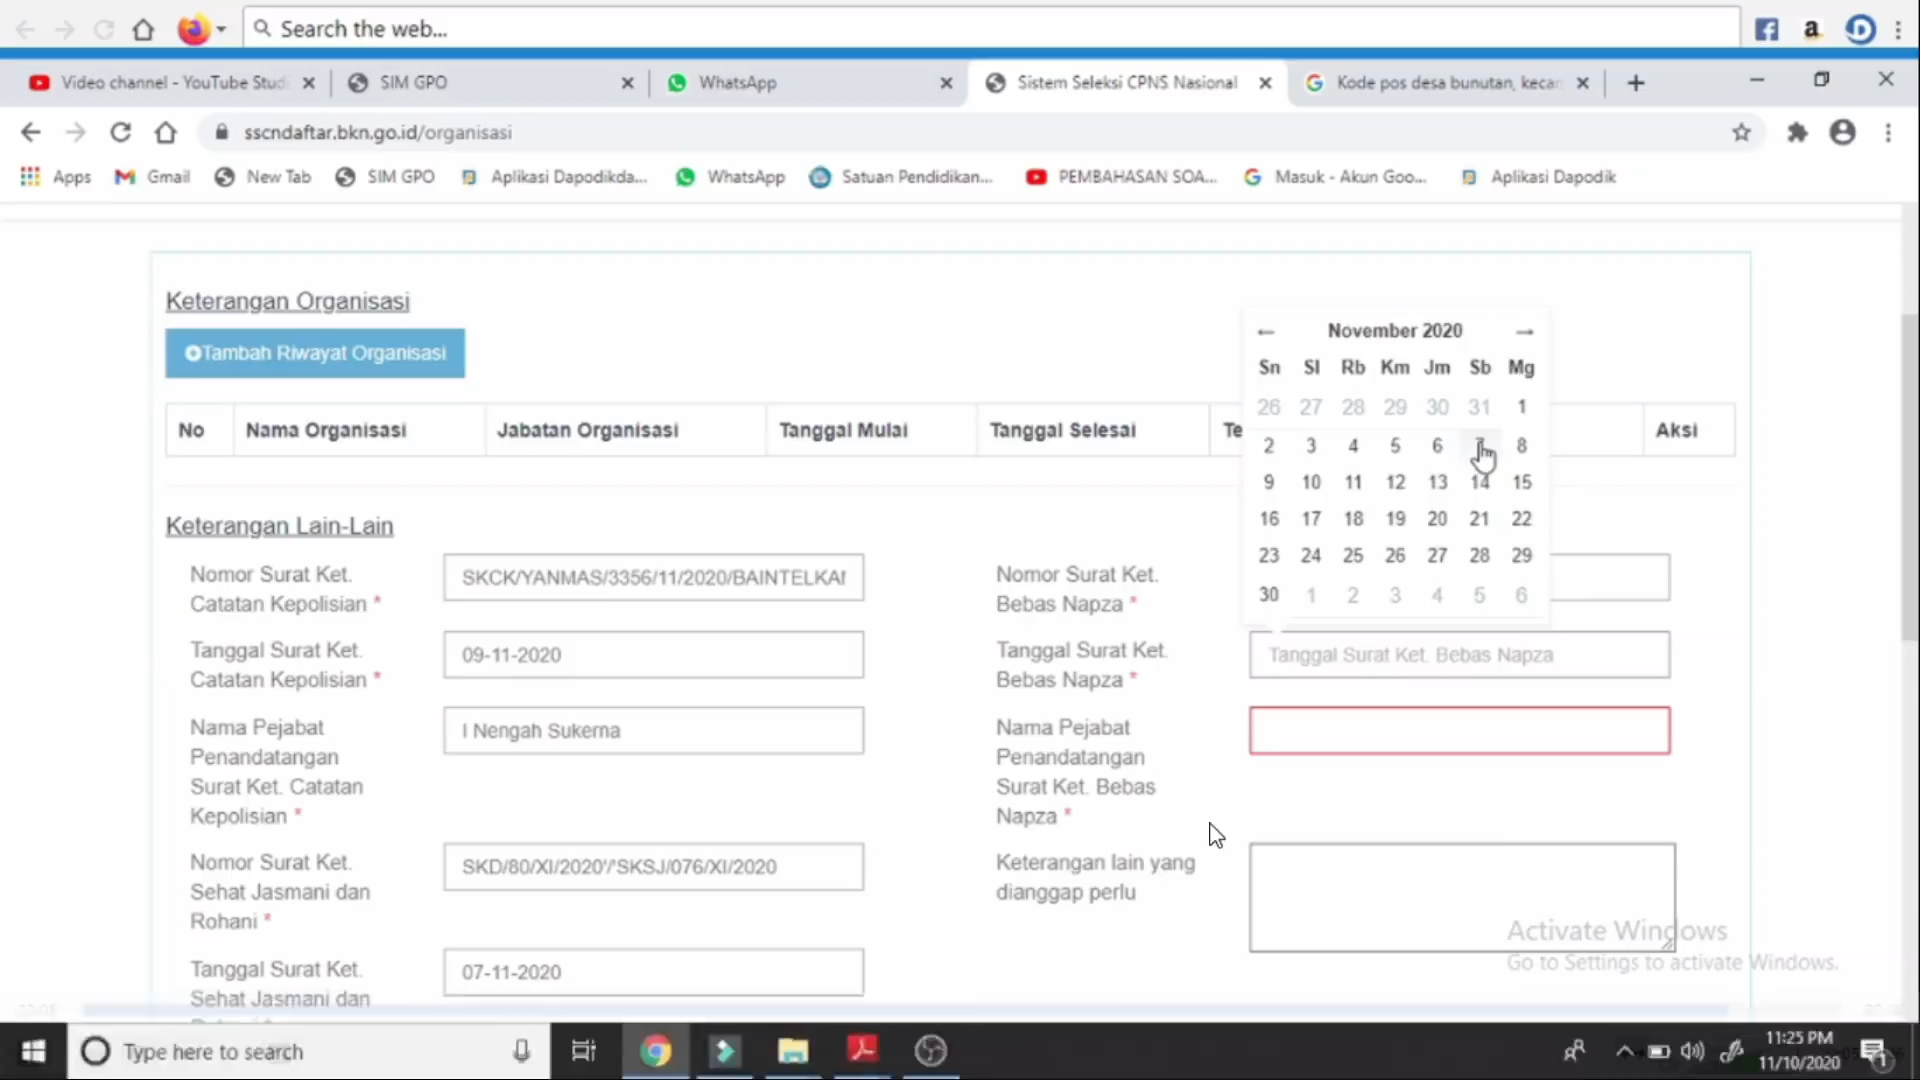 Search the web...
Video channel - YouTube Studi
SIM GPO
WhatsApp
Sistem Seleksi CPNS Nasional
Kode pos desa bunutan, kecan
sscndaftar.bkn.go.id/organisasi
Apps
Gmail
New Tab
SIM GPO
Aplikasi Dapodikda...
WhatsApp
Satuan Pendidikan...
PEMBAHASAN SOA...
Masuk - Akun Goo...
Aplikasi Dapodik
Keterangan Organisasi
Tambah Riwayat Organisasi
No
Nama Organisasi
Jabatan Organisasi
Tanggal Mulai
Tanggal Selesai
Te
Aksi
← November 2020 →
Sn Sl Rb Km Jm Sb Mg
26 27 28 29 30 31 1
2 3 4 5 6 7 8
9 10 11 12 13 14 15
16 17 18 19 20 21 22
23 24 25 26 27 28 29
30 1 2 3 4 5 6
Keterangan Lain-Lain
Nomor Surat Ket.
Catatan Kepolisian *
SKCK/YANMAS/3356/11/2020/BAINTELKAM
Tanggal Surat Ket.
Catatan Kepolisian *
09-11-2020
Nama Pejabat
Penandatangan
Surat Ket. Catatan
Kepolisian *
I Nengah Sukerna
Nomor Surat Ket.
Sehat Jasmani dan
Rohani *
SKD/80/XI/2020'/'SKSJ/076/XI/2020
Tanggal Surat Ket.
Sehat Jasmani dan
07-11-2020
Nomor Surat Ket.
Bebas Napza *
Tanggal Surat Ket.
Bebas Napza *
Tanggal Surat Ket. Bebas Napza
Nama Pejabat
Penandatangan
Surat Ket. Bebas
Napza *
Keterangan lain yang
dianggap perlu
Activate Windows
Go to Settings to activate Windows.
Type here to search
11:25 PM
11/10/2020
1